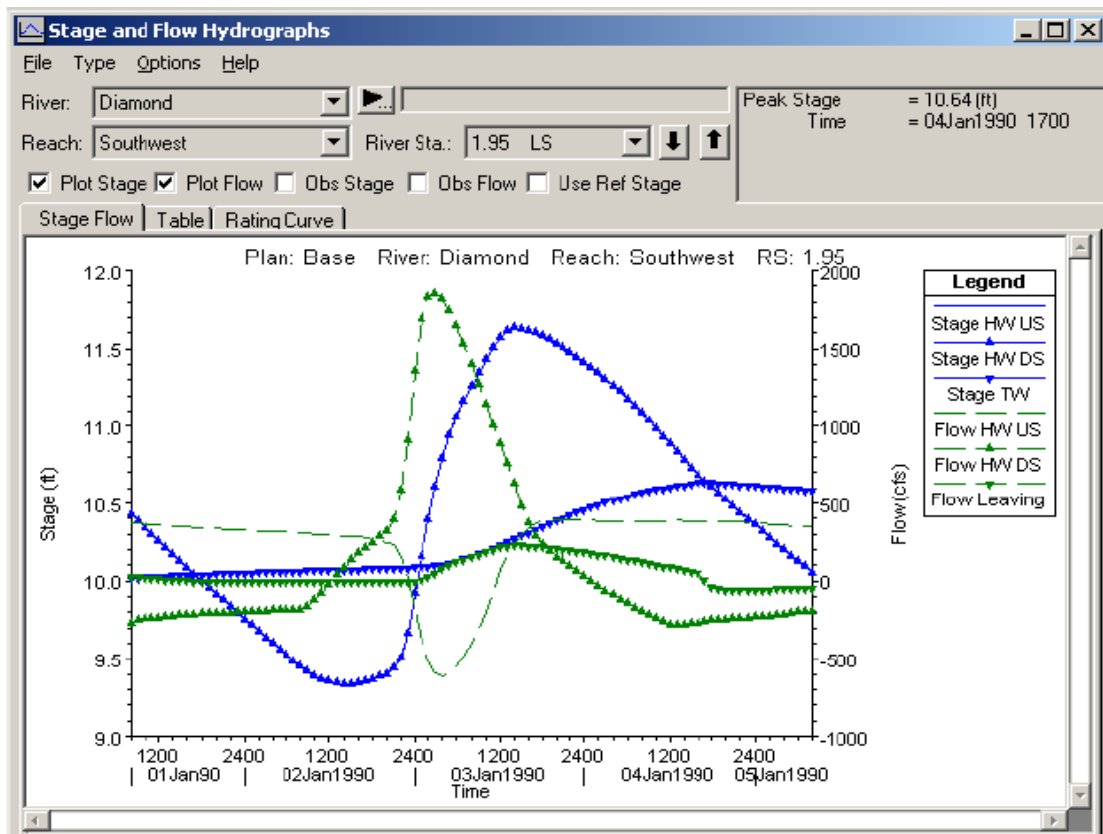 Stage and Flow Hydrographs
File Type Options Help
River: Diamond
Reach: Southwest River Sta.: 1.95 LS
Peak Stage = 10.64 (ft)
Time = 04Jan1990 1700
Plot Stage Plot Flow Obs Stage Obs Flow Use Ref Stage
Stage Flow Table Rating Curve
Plan: Base River: Diamond Reach: Southwest RS: 1.95
12.0
11.5
11.0
10.5
10.0
9.5
9.0
Stage (ft)
2000
1500
1000
500
0
-500
-1000
Flow (cfs)
1200 2400 1200 2400 1200 2400 1200 2400
01Jan90 02Jan1990 03Jan1990 04Jan1990 05Jan1990
Time
Legend
Stage HW US
Stage HW DS
Stage TW
Flow HW US
Flow HW DS
Flow Leaving